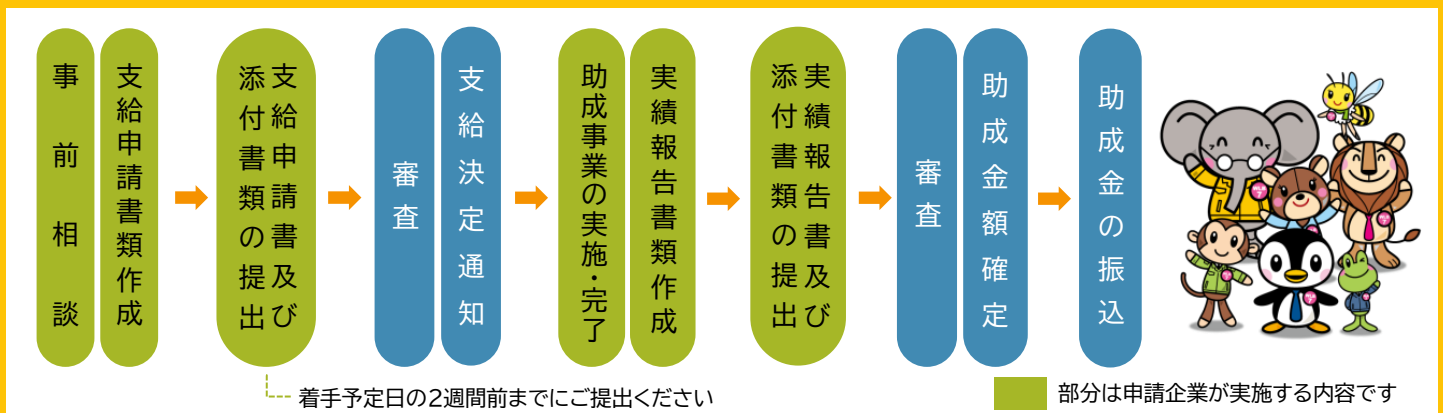 事前相談
支給申請書類作成
支給申請書及び
添付書類の提出
審査
支給決定通知
助成事業の実施・完了
実績報告書類作成
実績報告書及び
添付書類の提出
審査
助成金額確定
助成金の振込
着手予定日の2週間前までにご提出ください
部分は申請企業が実施する内容です